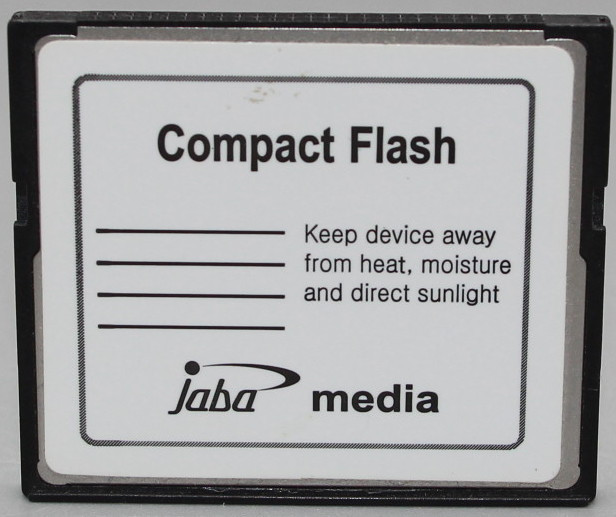 Compact Flash
Keep device away
from heat, moisture
and direct sunlight
jaba media